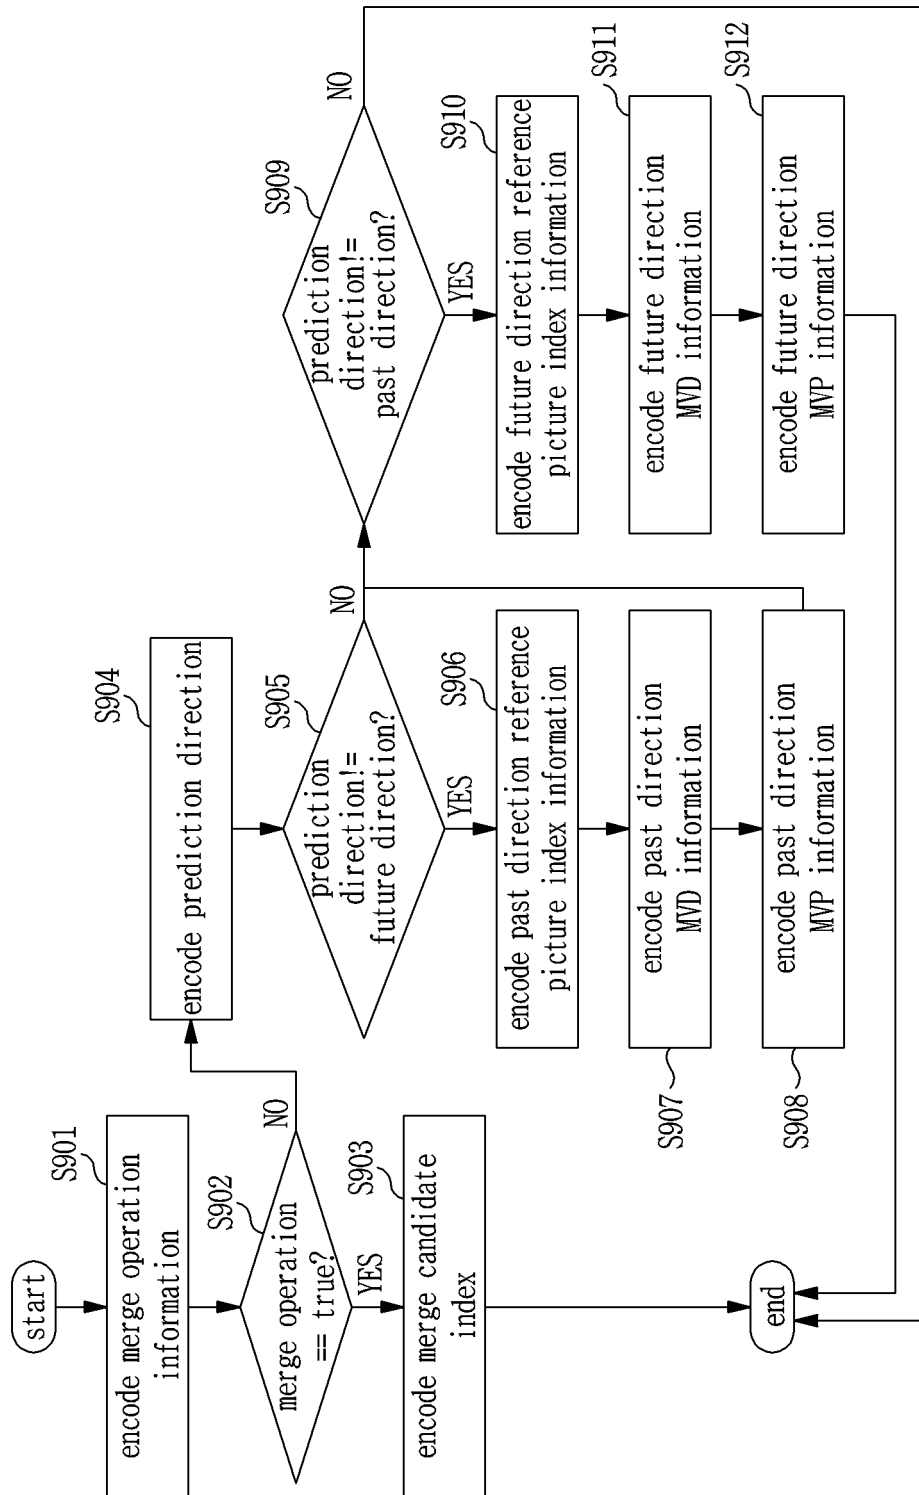 start
S901
encode merge operation
information
S902
merge operation
== true?
NO
YES
S903
encode merge candidate
index
end
S904
encode prediction direction
S905
prediction
direction!=
future direction?
NO
YES
S906
encode past direction reference
picture index information
encode past direction
MVD information
S907
encode past direction
MVP information
S908
S909
prediction
direction!=
past direction?
NO
YES
S910
encode future direction reference
picture index information
S911
encode future direction
MVD information
S912
encode future direction
MVP information